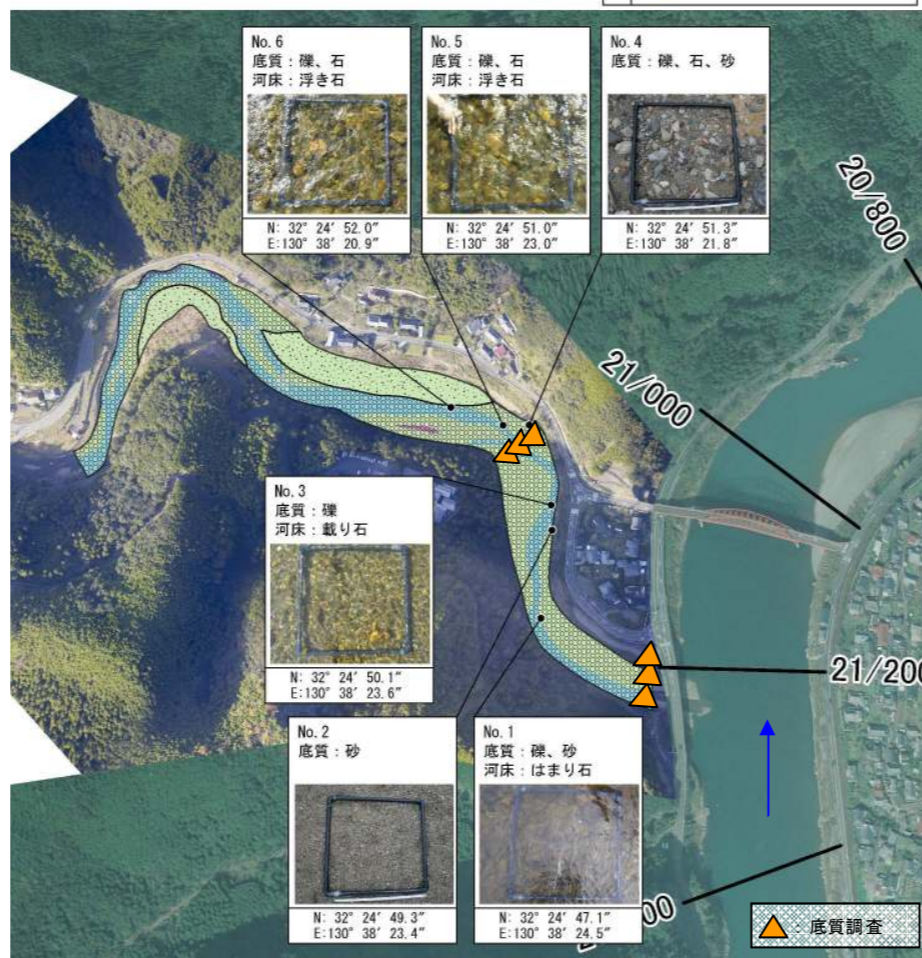 No.6
底質：礫、石
河床：浮き石
N: 32° 24′ 52.0″
E:130° 38′ 20.9″
No.5
底質：礫、石
河床：浮き石
N: 32° 24′ 51.0″
E:130° 38′ 23.0″
No.4
底質：礫、石、砂
N: 32° 24′ 51.3″
E:130° 38′ 21.8″
20/800
21/000
No.3
底質：礫
河床：載り石
N: 32° 24′ 50.1″
E:130° 38′ 23.6″
21/200
No.2
底質：砂
N: 32° 24′ 49.3″
E:130° 38′ 23.4″
No.1
底質：礫、砂
河床：はまり石
N: 32° 24′ 47.1″
E:130° 38′ 24.5″
：底質調査